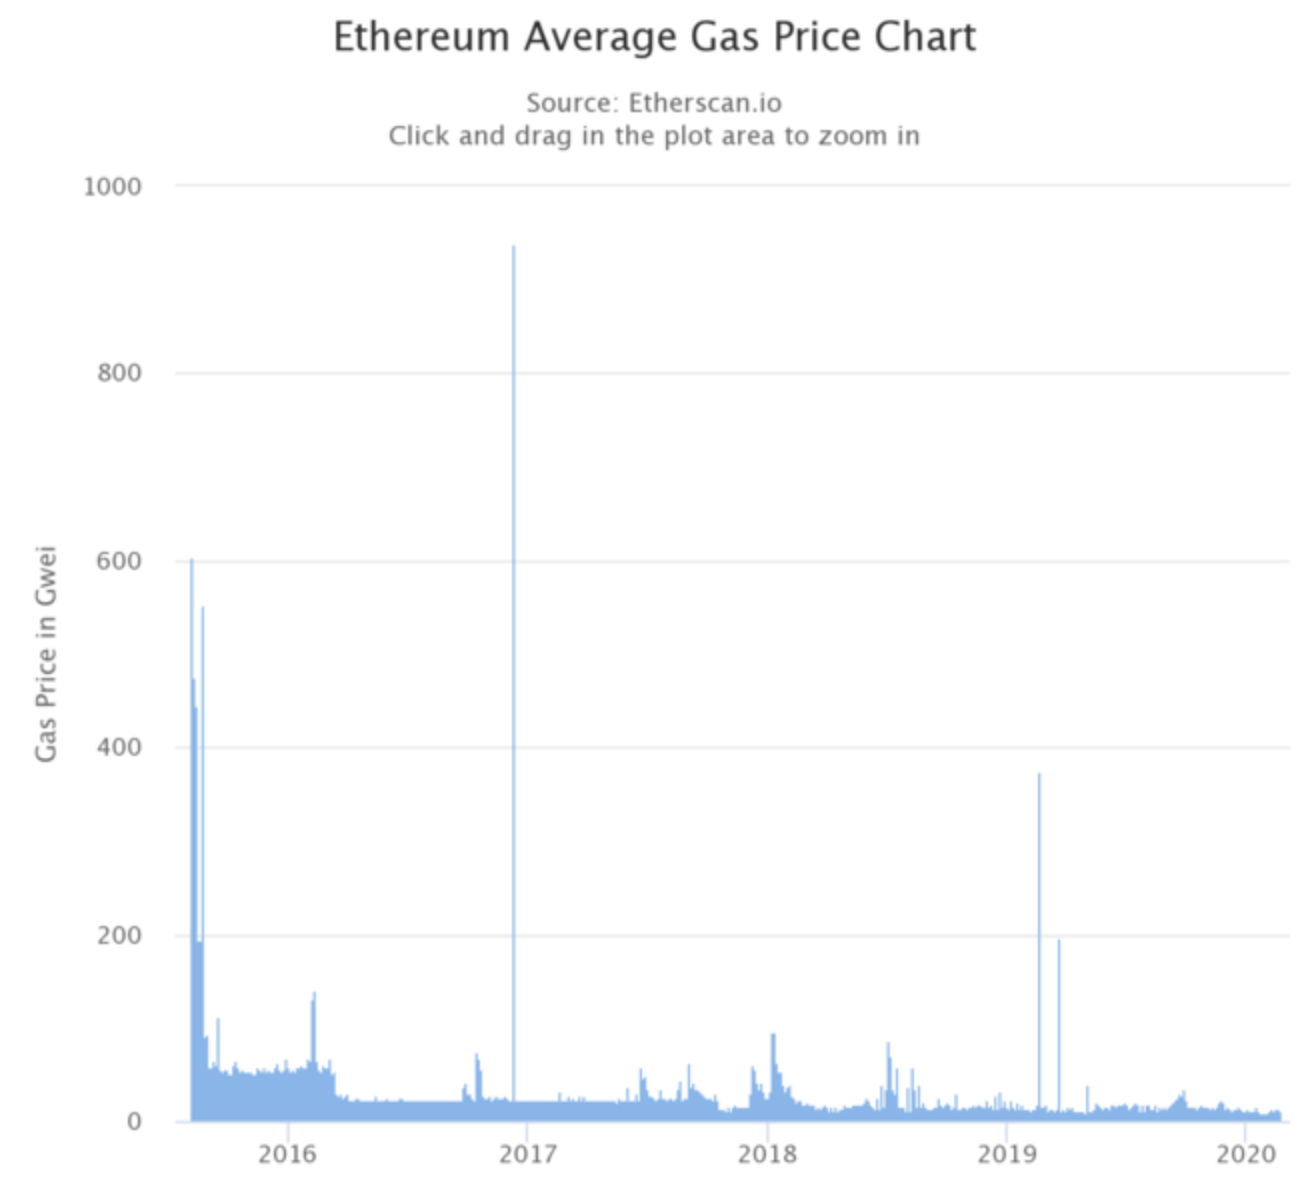 Ethereum Average Gas Price Chart
Source: Etherscan.io
Click and drag in the plot area to zoom in
1000
800
600
400
200
0
Gas Price in Gwei
2016
2017
2018
2019
2020